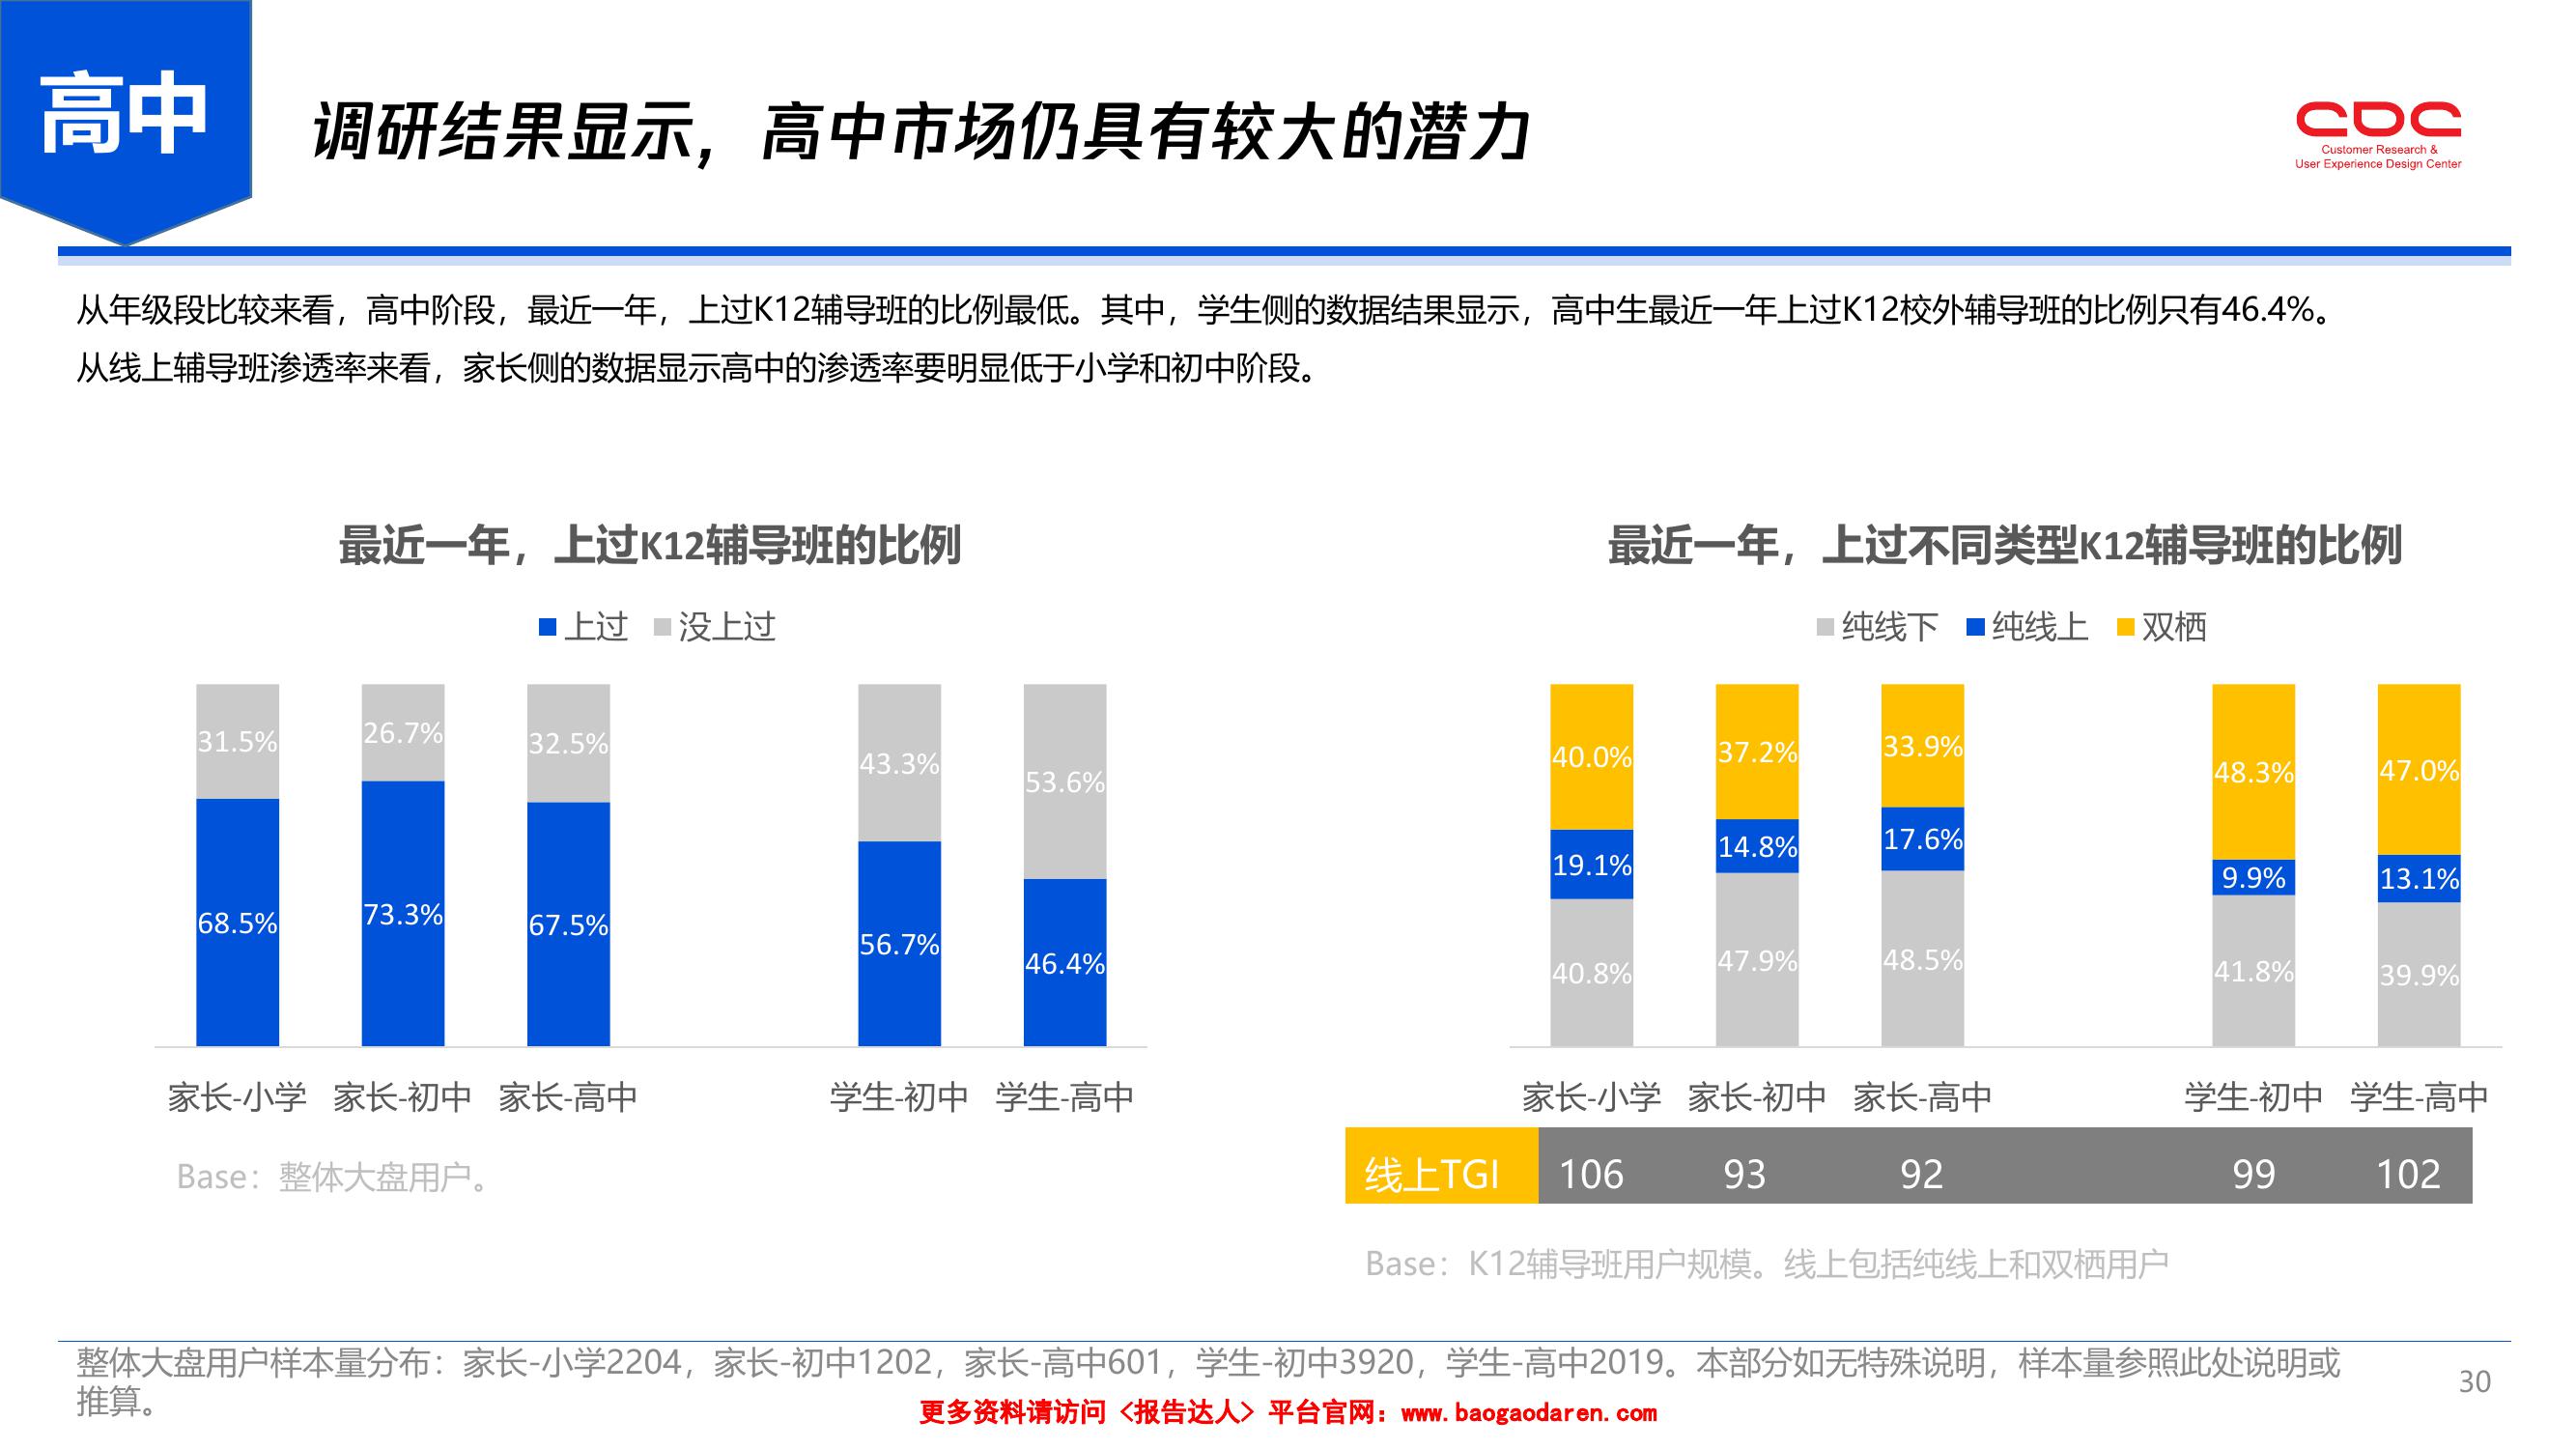 高中
调研结果显示，高中市场仍具有较大的潜力
CDC
Customer Research &
User Experience Design Center
从年级段比较来看，高中阶段，最近一年，上过K12辅导班的比例最低。其中，学生侧的数据结果显示，高中生最近一年上过K12校外辅导班的比例只有46.4%。
从线上辅导班渗透率来看，家长侧的数据显示高中的渗透率要明显低于小学和初中阶段。
最近一年，上过K12辅导班的比例
上过 没上过
31.5% 26.7% 32.5% 43.3% 53.6%
68.5% 73.3% 67.5% 56.7% 46.4%
家长-小学 家长-初中 家长-高中 学生-初中 学生-高中
Base：整体大盘用户。
最近一年，上过不同类型K12辅导班的比例
纯线下 纯线上 双栖
40.0% 37.2% 33.9% 48.3% 47.0%
19.1% 14.8% 17.6% 9.9% 13.1%
40.8% 47.9% 48.5% 41.8% 39.9%
家长-小学 家长-初中 家长-高中 学生-初中 学生-高中
线上TGI 106 93 92 99 102
Base：K12辅导班用户规模。线上包括纯线上和双栖用户
整体大盘用户样本量分布：家长-小学2204，家长-初中1202，家长-高中601，学生-初中3920，学生-高中2019。本部分如无特殊说明，样本量参照此处说明或
推算。
30
更多资料请访问《报告达人》平台官网：www.baogaodaren.com